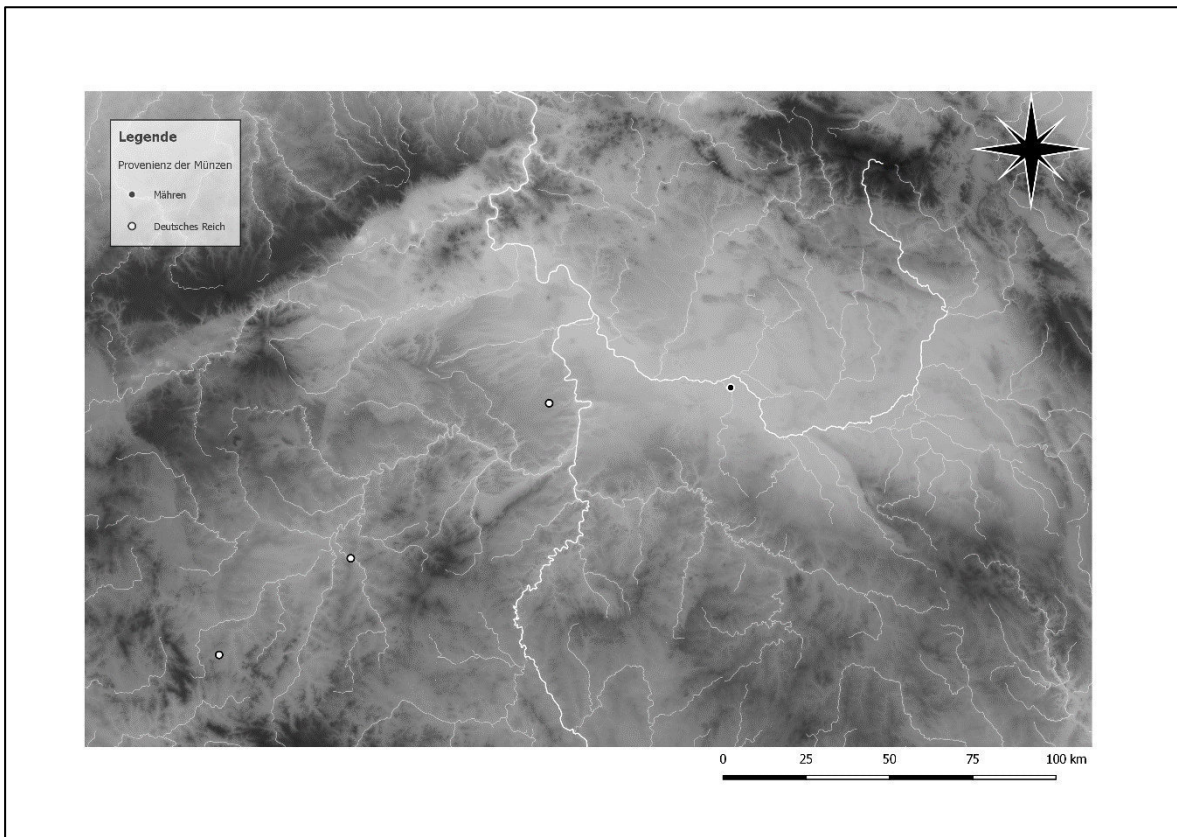 Legende
Provenienz der Münzen
Mähren
Deutsches Reich
0 25 50 75 100 km